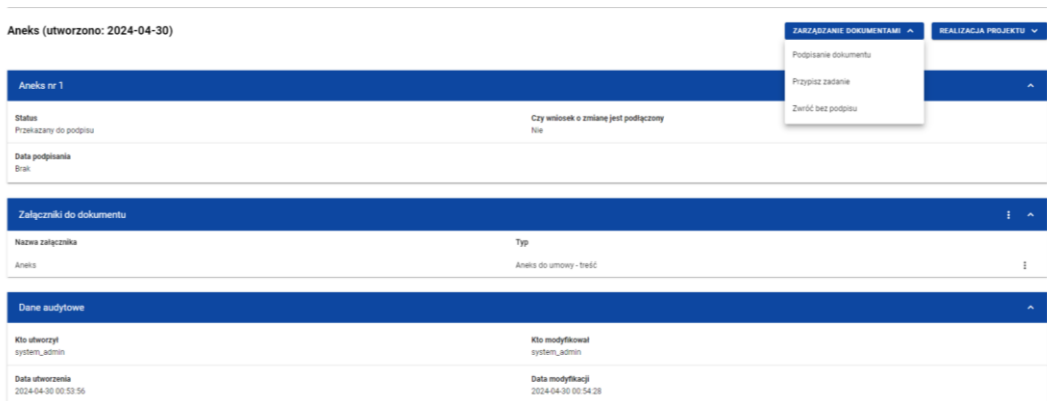 Aneks (utworzono: 2024-04-30)
ZARZĄDZANIE DOKUMENTAMI
REALIZACJA PROJEKTU
Podpisanie dokumentu
Przypisz zadanie
Zwróć bez podpisu
Aneks nr 1
Status
Czy wniosek o zmianę jest podłączony
Przekazany do podpisu
Nie
Data podpisania
Brak
Załączniki do dokumentu
Nazwa załącznika
Typ
Aneks
Aneks do umowy - treść
Dane audytowe
Kto utworzył
Kto modyfikował
system_admin
system_admin
Data utworzenia
Data modyfikacji
2024-04-30 00:53:56
2024-04-30 00:54:28